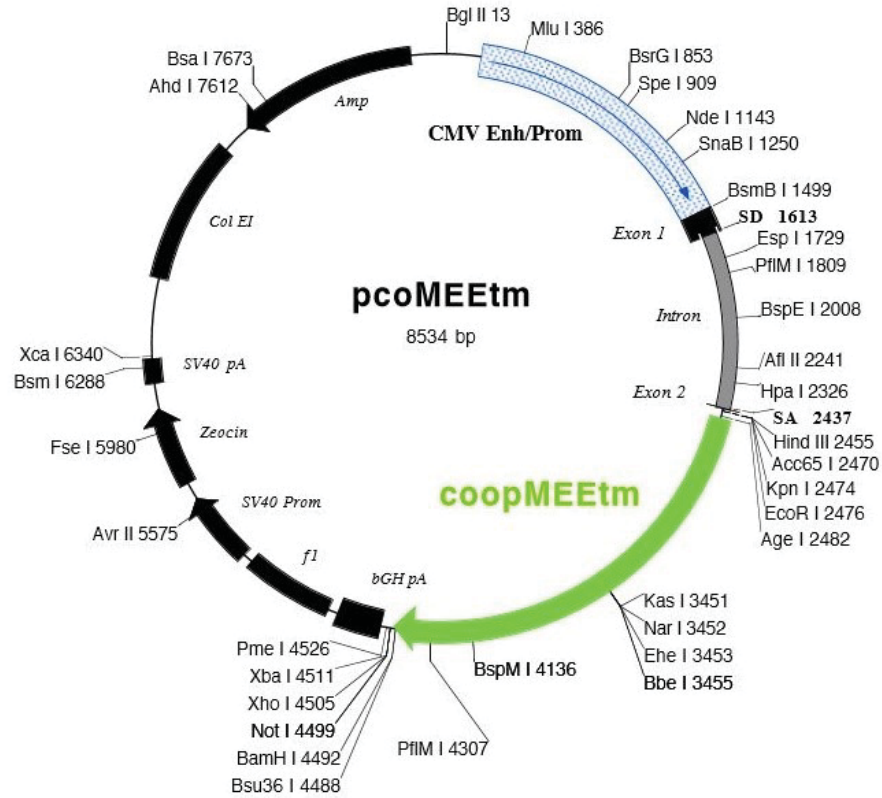 Bgl II 13
Mlu I 386
BsrG I 853
Spe I 909
Nde I 1143
SnaB I 1250
BsmB I 1499
SD 1613
Esp I 1729
PflM I 1809
BspE I 2008
Afl II 2241
Hpa I 2326
SA 2437
Hind III 2455
Acc65 I 2470
Kpn I 2474
EcoR I 2476
Age I 2482
Kas I 3451
Nar I 3452
Ehe I 3453
Bbe I 3455
BspM I 4136
PflM I 4307
Bsu36 I 4488
BamH I 4492
Not I 4499
Xho I 4505
Xba I 4511
Pme I 4526
Avr II 5575
Fse I 5980
Bsm I 6288
Xca I 6340
Ahd I 7612
Bsa I 7673
Amp
CMV Enh/Prom
Exon 1
Intron
Exon 2
coopMEEtm
bGH pA
f1
SV40 Prom
Zeocin
SV40 pA
Col EI
pcoMEEtm
8534 bp